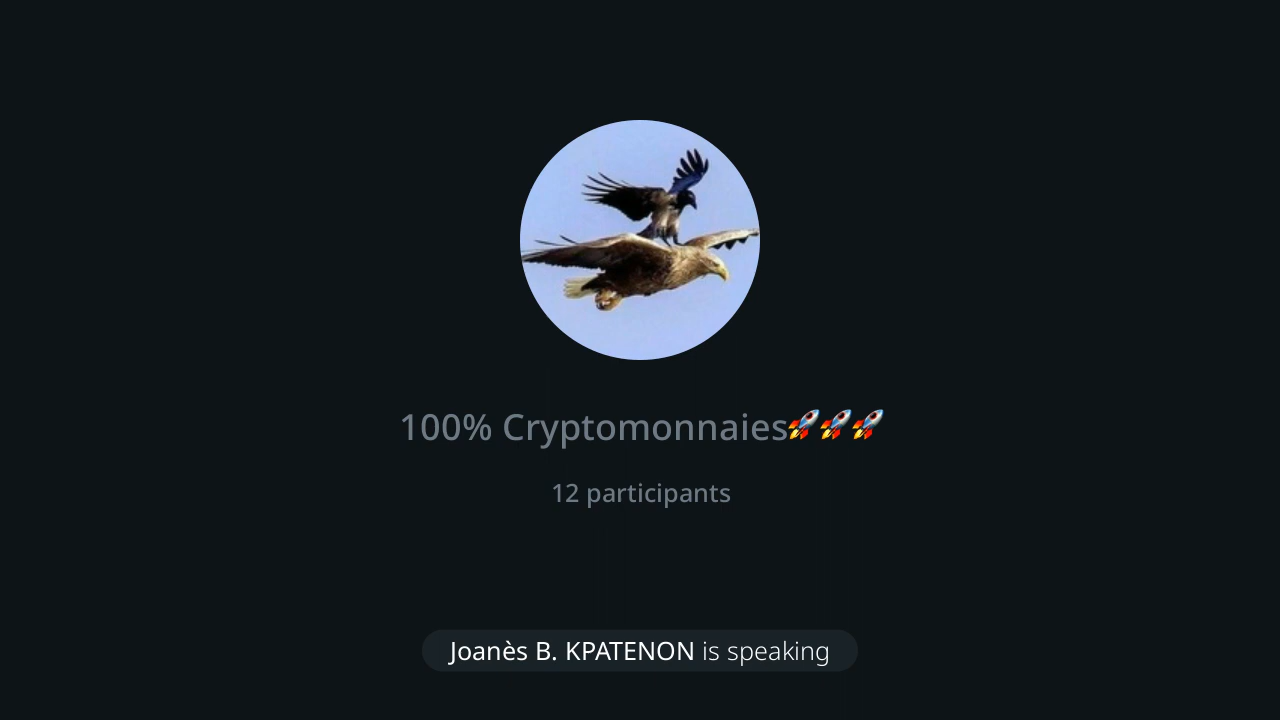 100% Cryptomonnaies🚀🚀🚀
12 participants
Joanès B. KPATENON is speaking